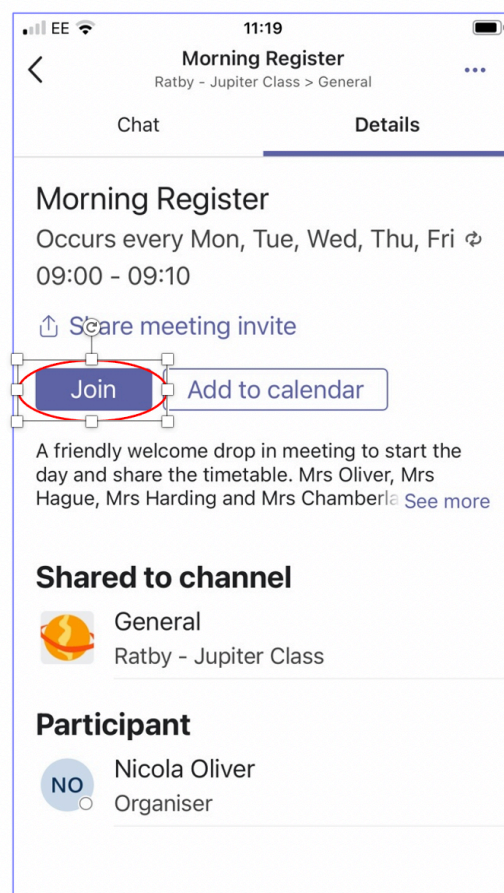 EE 11:19
Morning Register
Ratby - Jupiter Class > General
Chat Details
Morning Register
Occurs every Mon, Tue, Wed, Thu, Fri
09:00 - 09:10
Share meeting invite
Join Add to calendar
A friendly welcome drop in meeting to start the
day and share the timetable. Mrs Oliver, Mrs
Hague, Mrs Harding and Mrs Chamberla See more
Shared to channel
General
Ratby - Jupiter Class
Participant
Nicola Oliver
NO
Organiser